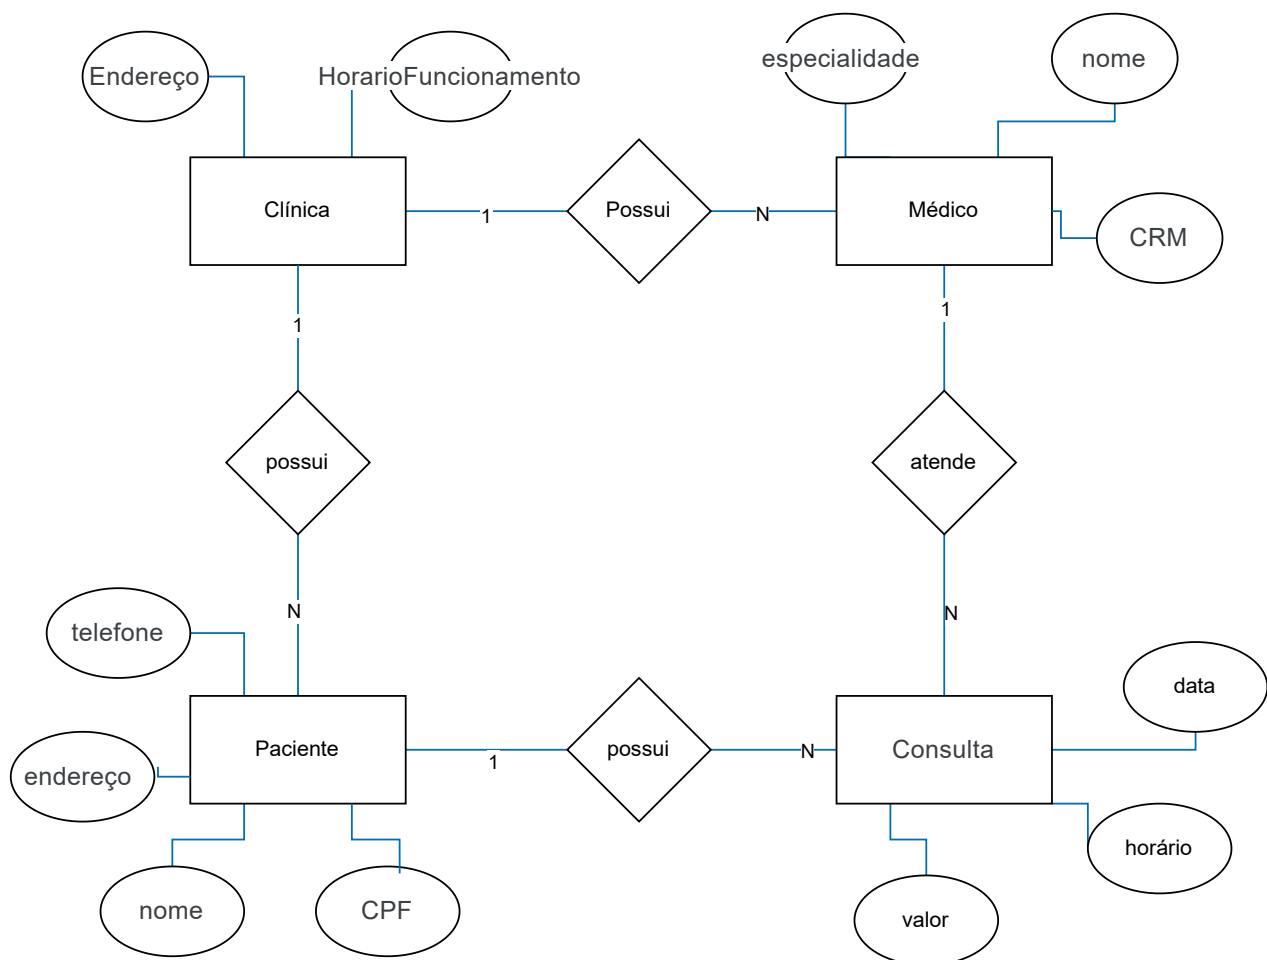 Endereço
HorarioFuncionamento
especialidade
nome
Clínica
1
Possui
N
Médico
CRM
1
1
possui
atende
N
N
telefone
data
Paciente
1
possui
N
Consulta
endereço
horário
nome
CPF
valor